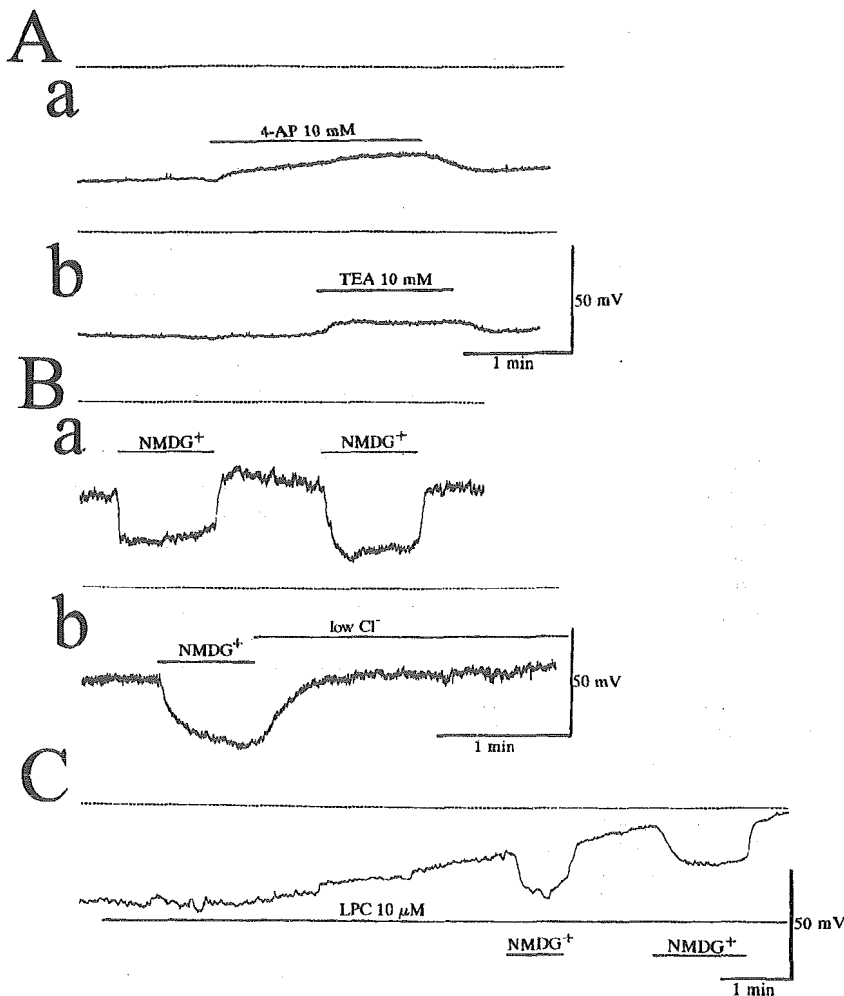 A
a
4-AP 10 mM
b
TEA 10 mM
50 mV
1 min
B
a
NMDG⁺
NMDG⁺
b
low Cl⁻
NMDG⁺
50 mV
1 min
C
LPC 10 μM
50 mV
NMDG⁺
NMDG⁺
1 min